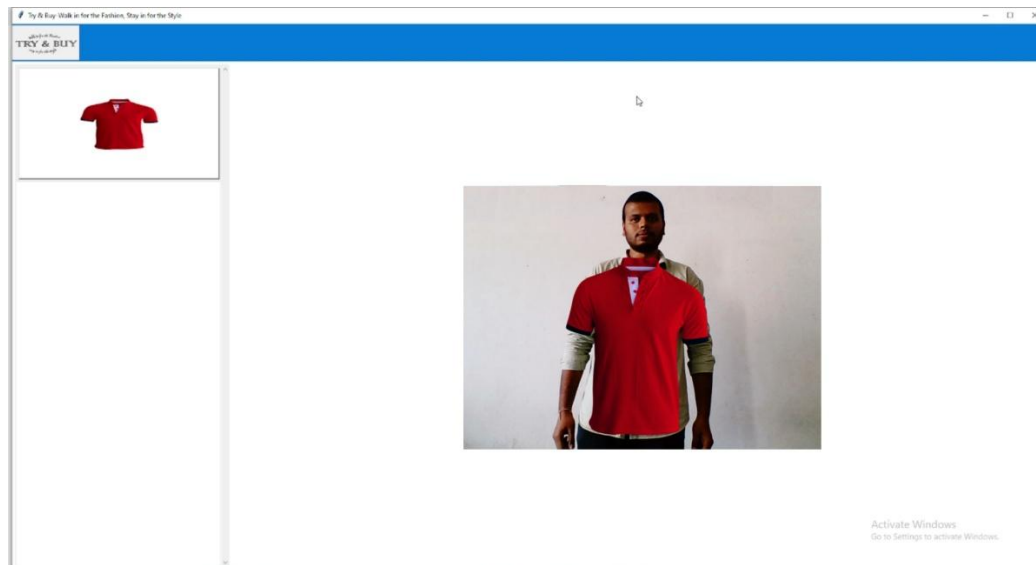 Try & Buy: Walk in for the Fashion, Stay in for the Style
TRY & BUY
Activate Windows
Go to Settings to activate Windows.